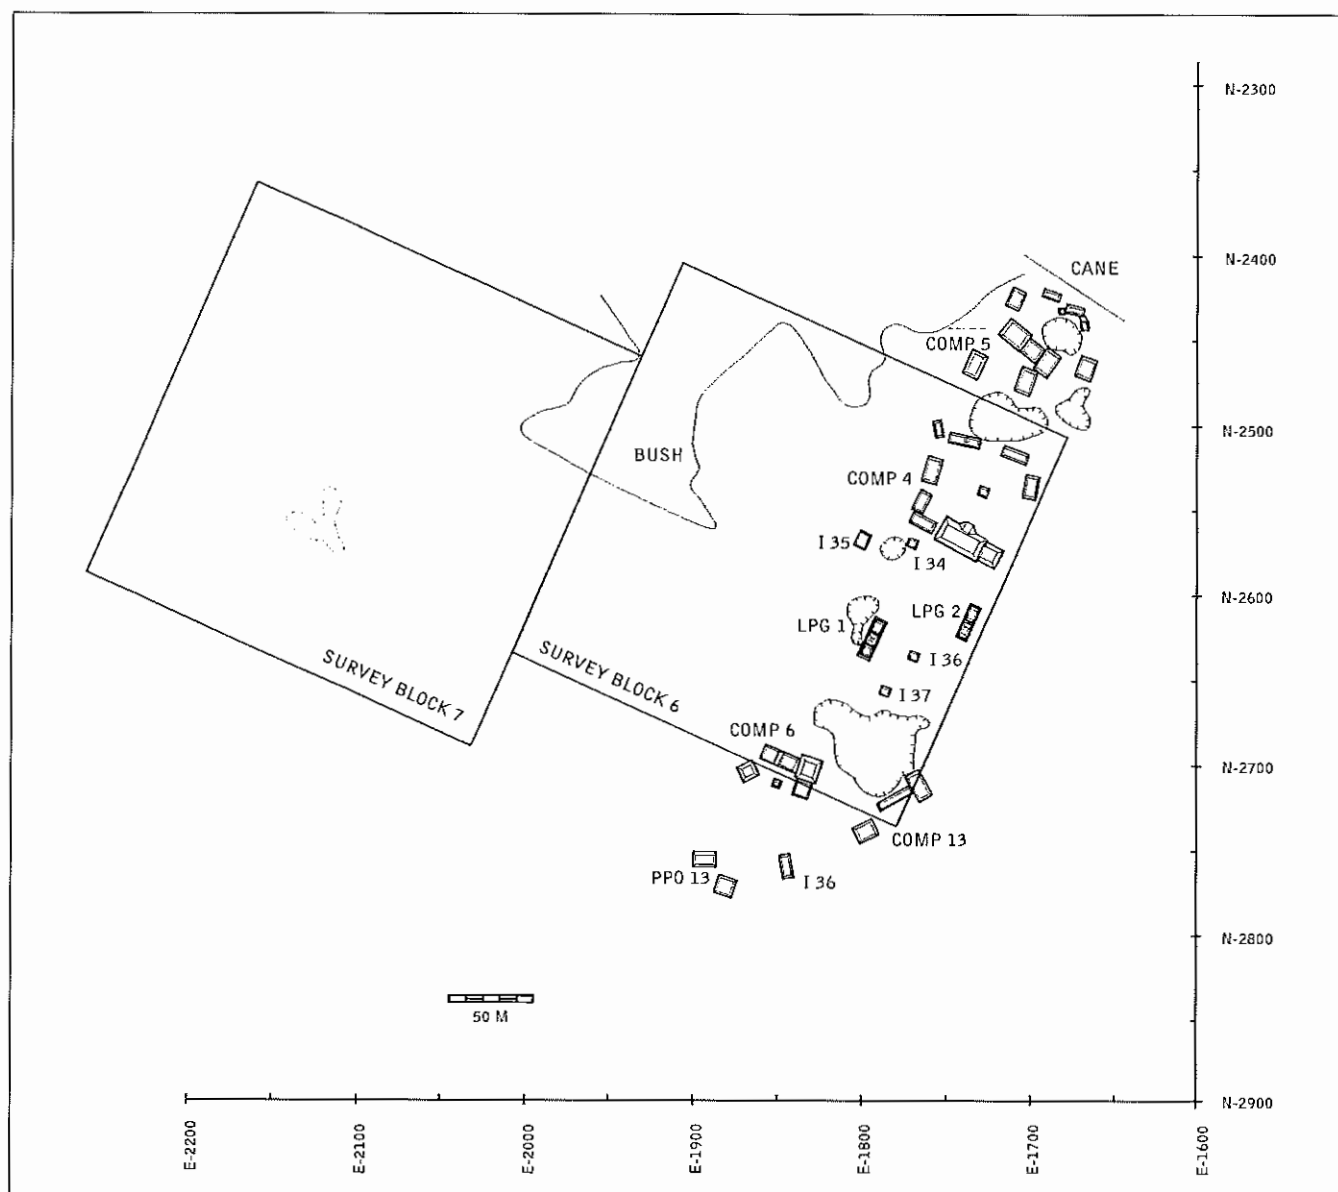 N-2300
N-2400
CANE
COMP 5
N-2500
BUSH
COMP 4
I 35
I 34
N-2600
LPG 2
LPG 1
I 36
SURVEY BLOCK 7
SURVEY BLOCK 6
I 37
COMP 6
N-2700
COMP 13
PPO 13
I 36
N-2800
50 M
N-2900
E-2200
E-2100
E-2000
E-1900
E-1800
E-1700
E-1600